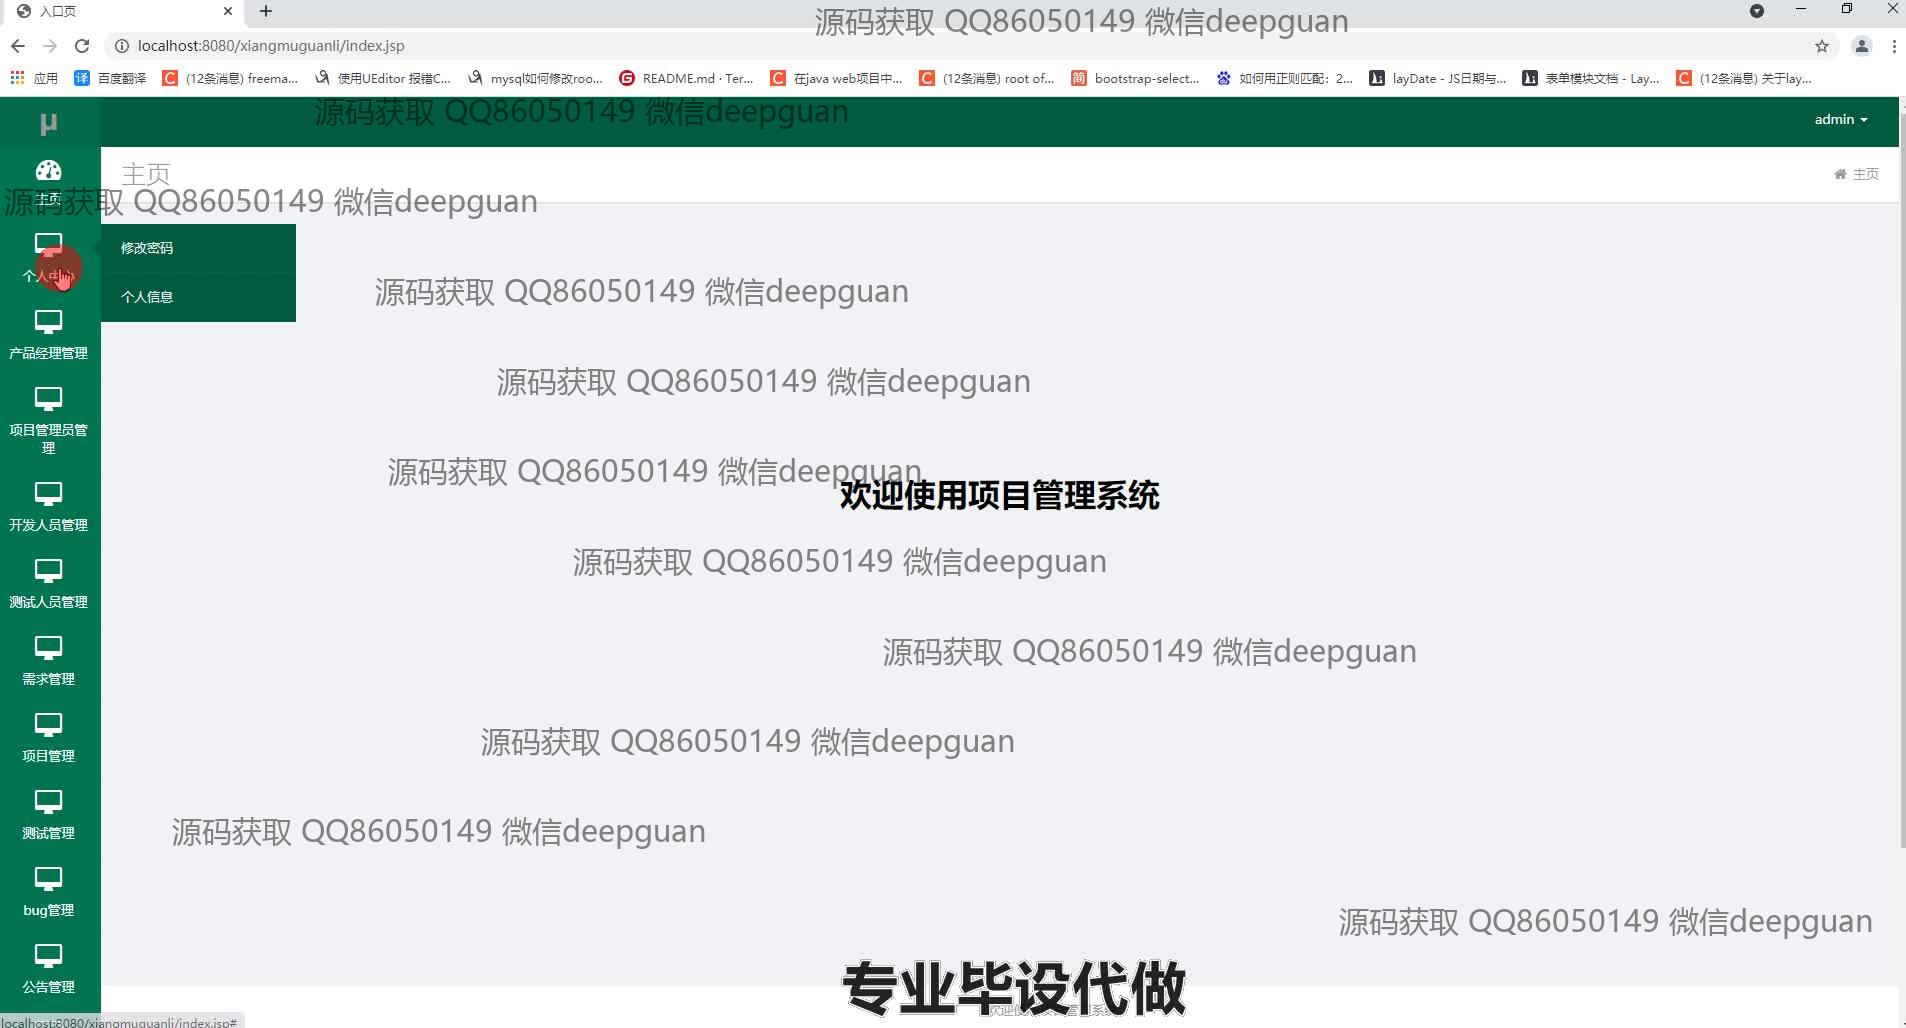 入口页
源码获取 QQ86050149 微信deepguan
localhost:8080/xiangmuguanli/index.jsp
应用
百度翻译
(12条消息) freema...
使用UEditor 报错C...
mysql如何修改roo...
README.md · Ter...
在java web项目中...
(12条消息) root of...
bootstrap-select...
如何用正则匹配：2...
layDate - JS日期与...
表单模块文档 - Lay...
(12条消息) 关于lay...
µ
源码获取 QQ86050149 微信deepguan
admin
主页
主页
主页
源码获取 QQ86050149 微信deepguan
修改密码
个人中心
个人信息
源码获取 QQ86050149 微信deepguan
产品经理管理
源码获取 QQ86050149 微信deepguan
项目管理员管
理
源码获取 QQ86050149 微信deepguan
欢迎使用项目管理系统
开发人员管理
源码获取 QQ86050149 微信deepguan
测试人员管理
源码获取 QQ86050149 微信deepguan
需求管理
源码获取 QQ86050149 微信deepguan
项目管理
源码获取 QQ86050149 微信deepguan
测试管理
bug管理
源码获取 QQ86050149 微信deepguan
公告管理
专业毕设代做
localhost:8080/xiangmuguanli/index.jsp#